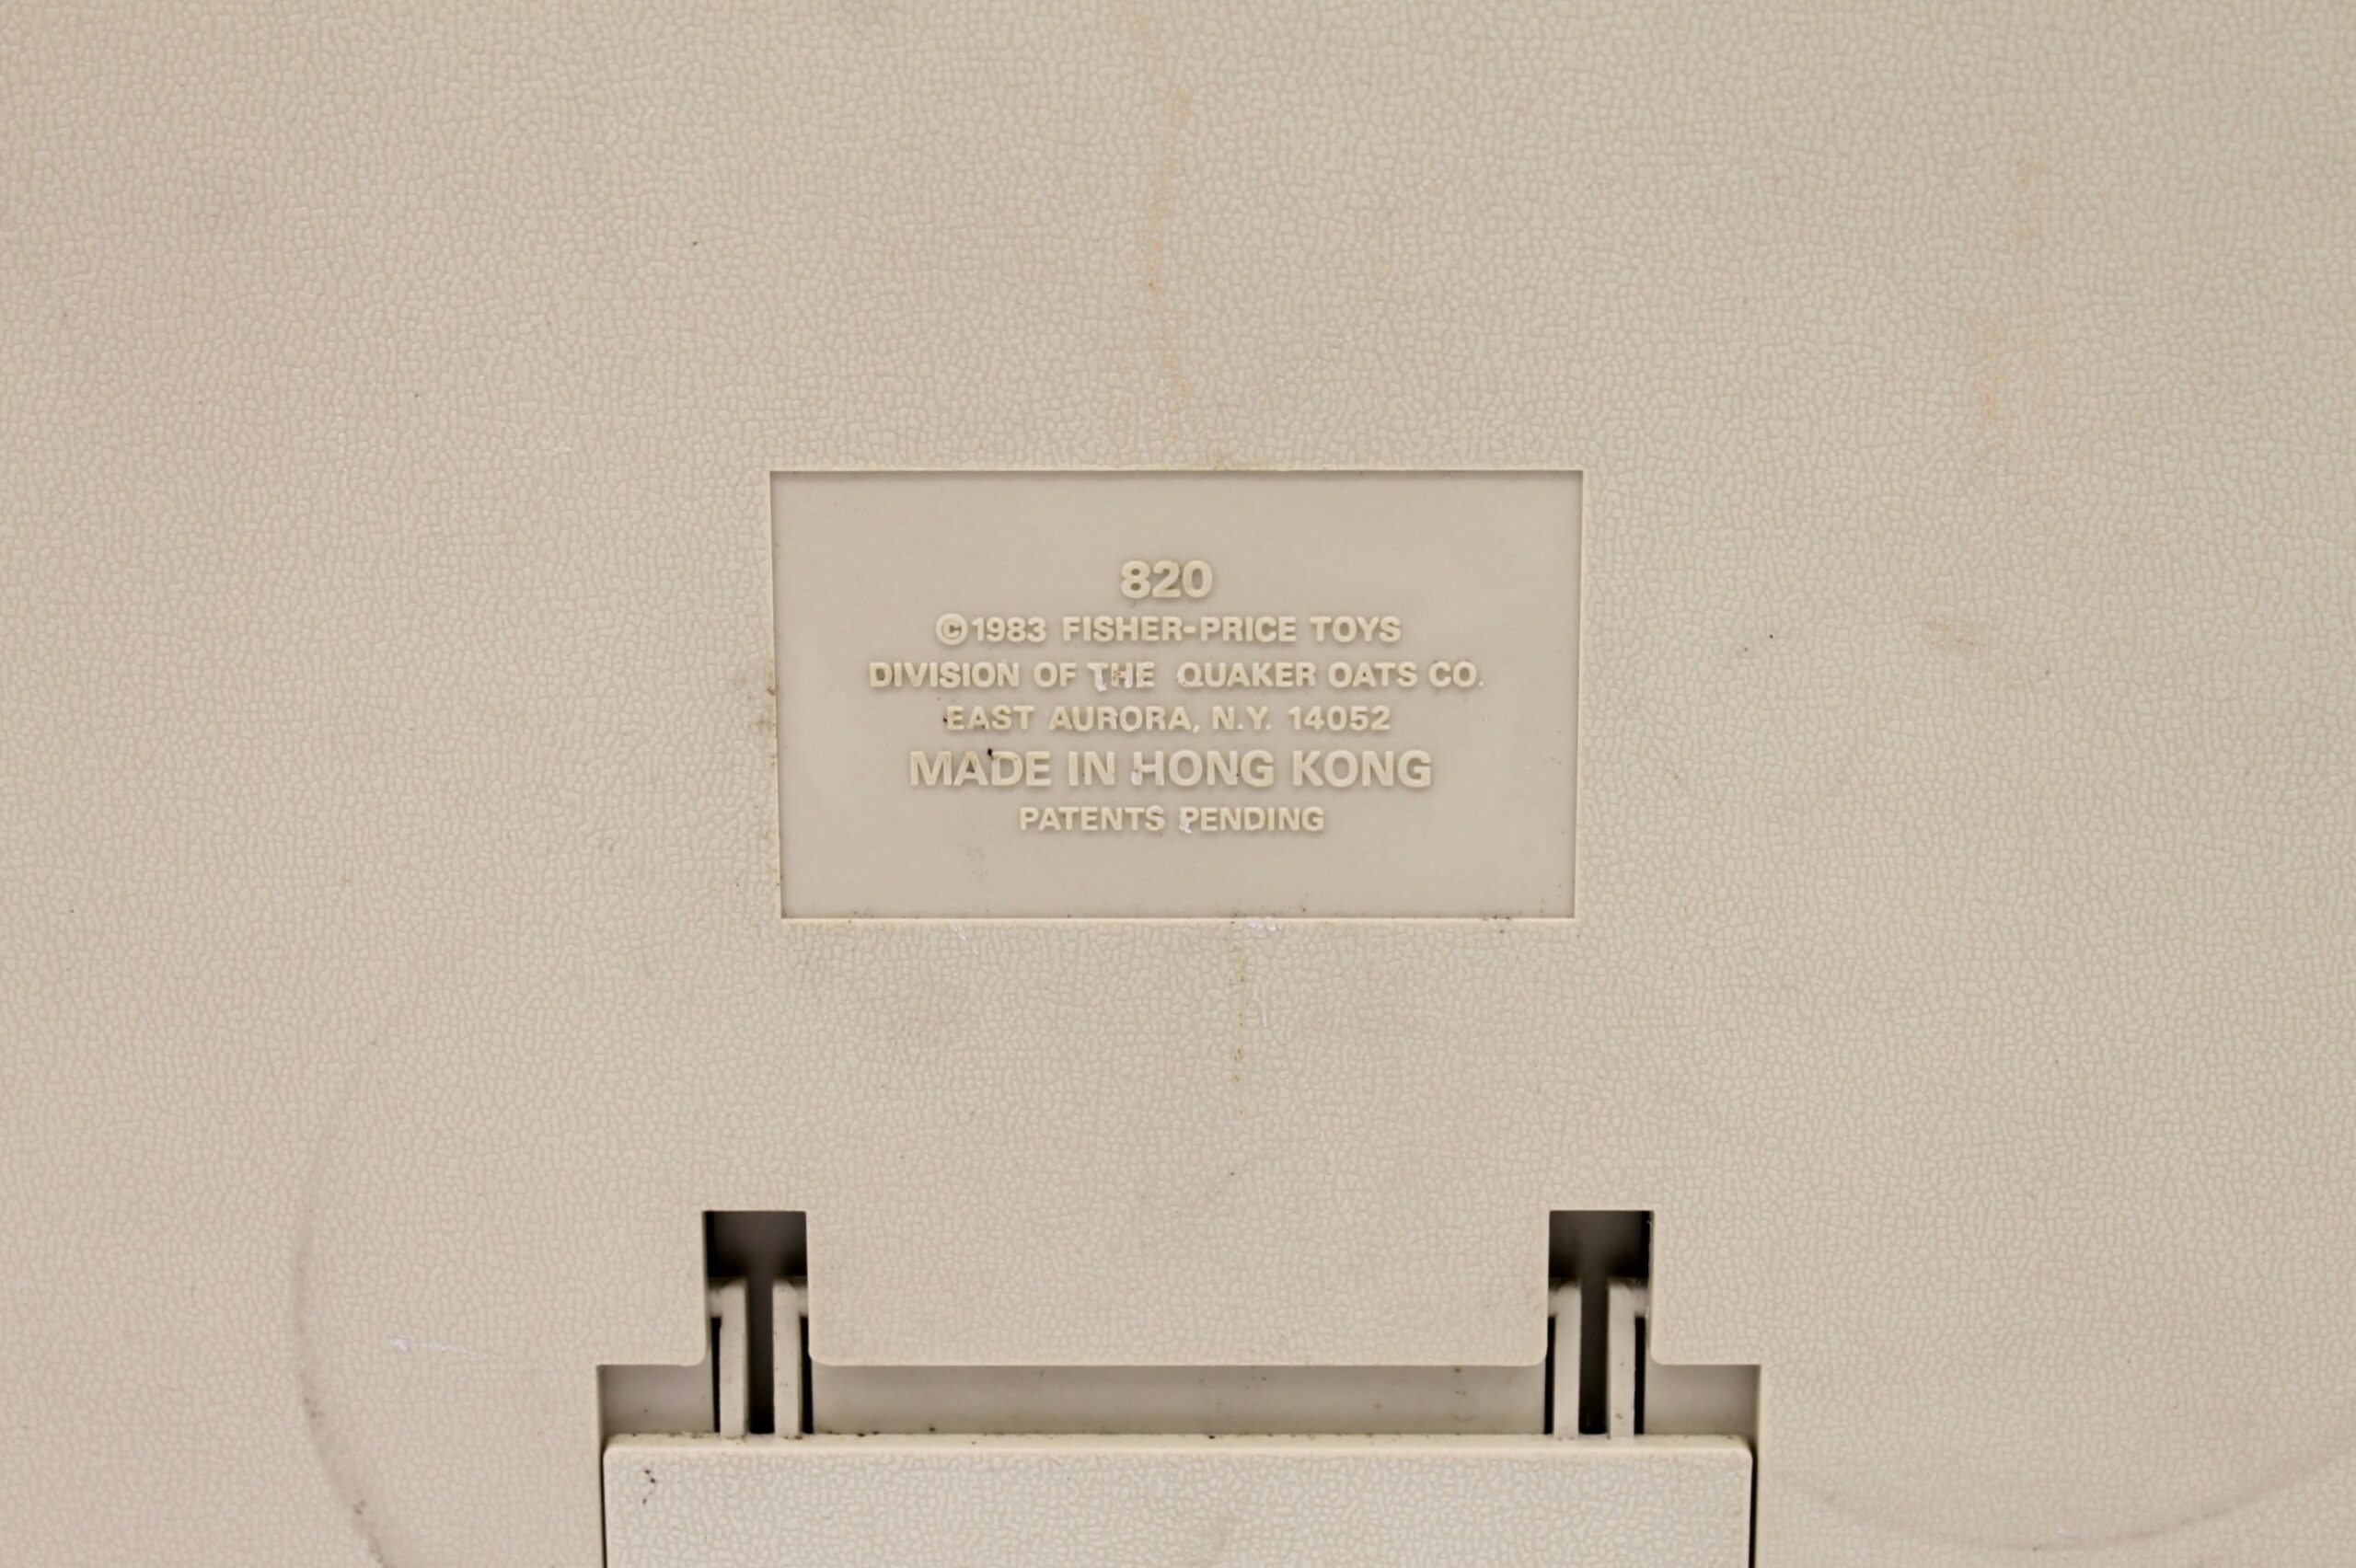 820
©1983 FISHER-PRICE TOYS
DIVISION OF THE QUAKER OATS CO.
EAST AURORA, N.Y. 14052
MADE IN HONG KONG
PATENTS PENDING